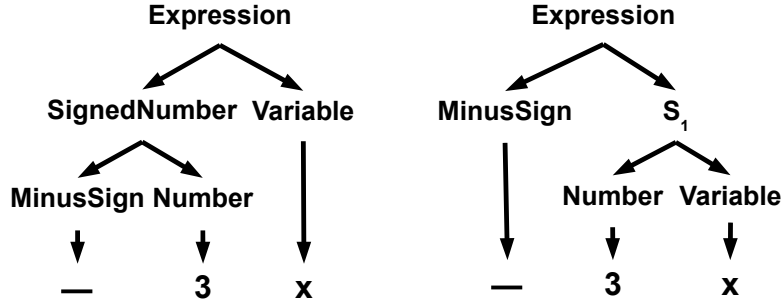 Expression Expression
SignedNumber Variable MinusSign S₁
MinusSign Number Number Variable
— 3 x — 3 x